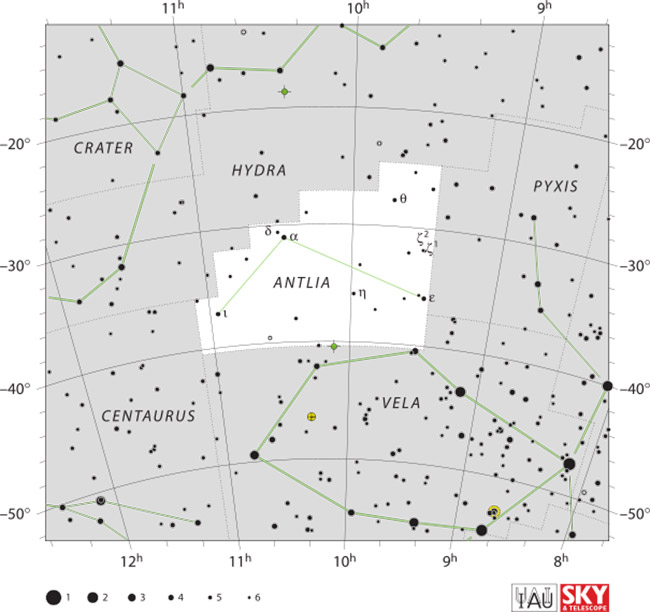 11h 10h 9h
–20° –20°
CRATER
HYDRA
PYXIS
θ
δ α
ζ2 ζ1
–30° –30°
ANTLIA
η ε
ι
–40° –40°
VELA
CENTAURUS
–50° –50°
12h 11h 10h 9h 8h
1 2 3 4 5 6
IAU
SKY
& TELESCOPE